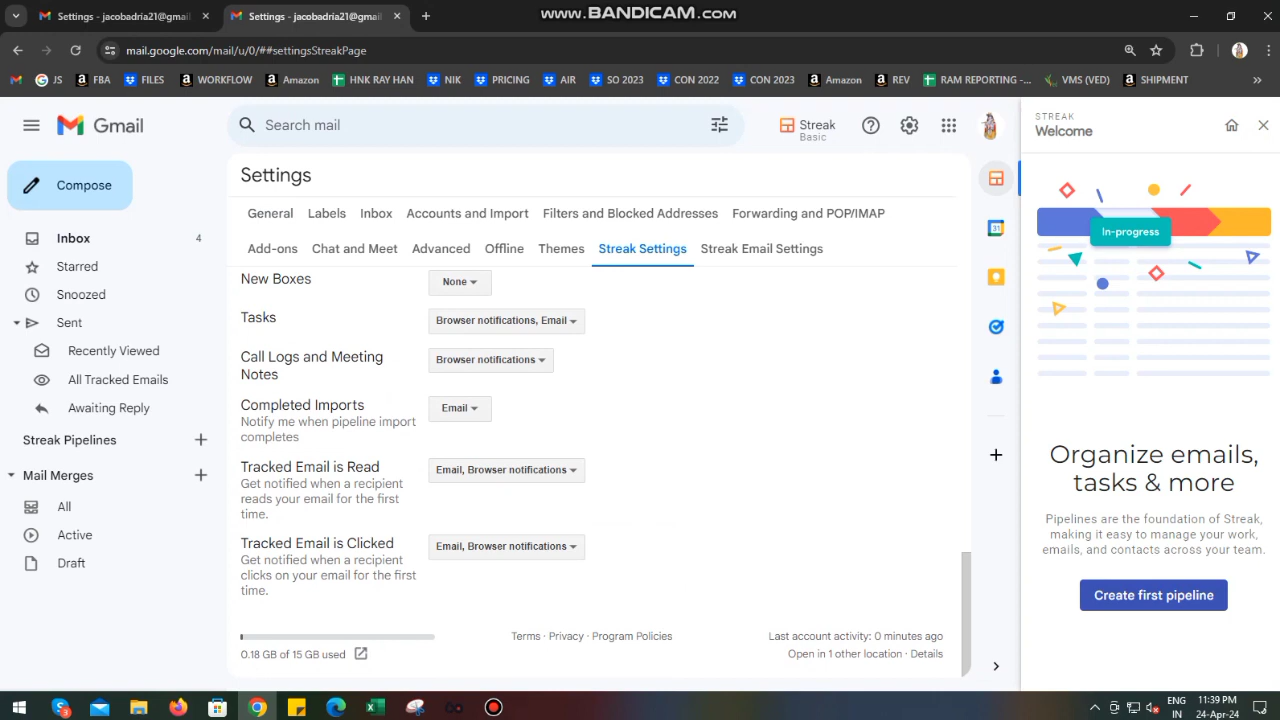 www.BANDICAM.com
Settings - jacobadria21@gmail
Settings - jacobadria21@gmail
mail.google.com/mail/u/0/##settingsStreakPage
JS
FBA
FILES
WORKFLOW
Amazon
HNK RAY HAN
NIK
PRICING
AIR
SO 2023
CON 2022
CON 2023
Amazon
REV
RAM REPORTING -...
VMS (VED)
SHIPMENT
Gmail
Search mail
Streak
Basic
STREAK
Welcome
Compose
Inbox 4
Starred
Snoozed
Sent
Recently Viewed
All Tracked Emails
Awaiting Reply
Streak Pipelines
Mail Merges
All
Active
Draft
Settings
General Labels Inbox Accounts and Import Filters and Blocked Addresses Forwarding and POP/IMAP
Add-ons Chat and Meet Advanced Offline Themes Streak Settings Streak Email Settings
New Boxes None
Tasks Browser notifications, Email
Call Logs and Meeting
Notes
Browser notifications
Completed Imports Email
Notify me when pipeline import
completes
Tracked Email is Read Email, Browser notifications
Get notified when a recipient
reads your email for the first
time.
Tracked Email is Clicked Email, Browser notifications
Get notified when a recipient
clicks on your email for the first
time.
0.18 GB of 15 GB used
Terms · Privacy · Program Policies
Last account activity: 0 minutes ago
Open in 1 other location · Details
31
In-progress
Organize emails,
tasks & more
Pipelines are the foundation of Streak,
making it easy to manage your work,
emails, and contacts across your team.
Create first pipeline
3
ENG
IN
11:39 PM
24-Apr-24